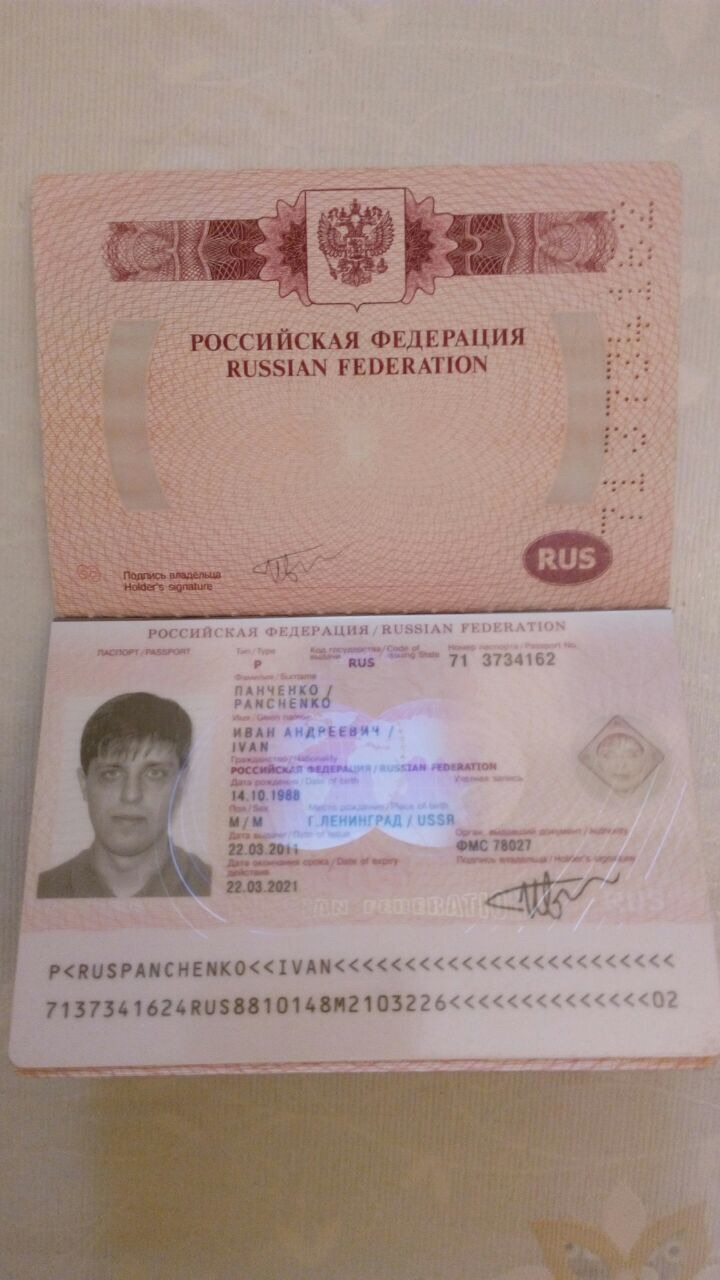 РОССИЙСКАЯ ФЕДЕРАЦИЯ
RUSSIAN FEDERATION
71 3734162
RUS
Подпись владельца
Holder's signature
РОССИЙСКАЯ ФЕДЕРАЦИЯ / RUSSIAN FEDERATION
ПАСПОРТ / PASSPORT
Тип / Type
Код государства / Code of
выдачи issuing State
Номер паспорта / Passport No.
P
RUS
71 3734162
Фамилия / Surname
ПАНЧЕНКО /
PANCHENKO
Имя / Given names
ИВАН АНДРЕЕВИЧ /
IVAN
Гражданство / Nationality
РОССИЙСКАЯ ФЕДЕРАЦИЯ / RUSSIAN FEDERATION
Дата рождения / Date of birth
Учетная запись
14.10.1988
Пол / Sex
Место рождения / Place of birth
М / M
Г.ЛЕНИНГРАД / USSR
Дата выдачи / Date of issue
Орган, выдавший документ / Authority
22.03.2011
ФМС 78027
Дата окончания срока / Date of expiry
действия
Подпись владельца / Holder's signature
22.03.2021
P<RUSPANCHENKO<<IVAN<<<<<<<<<<<<<<<<<<<<<<<<
7137341624RUS8810148M2103226<<<<<<<<<<<<<<02